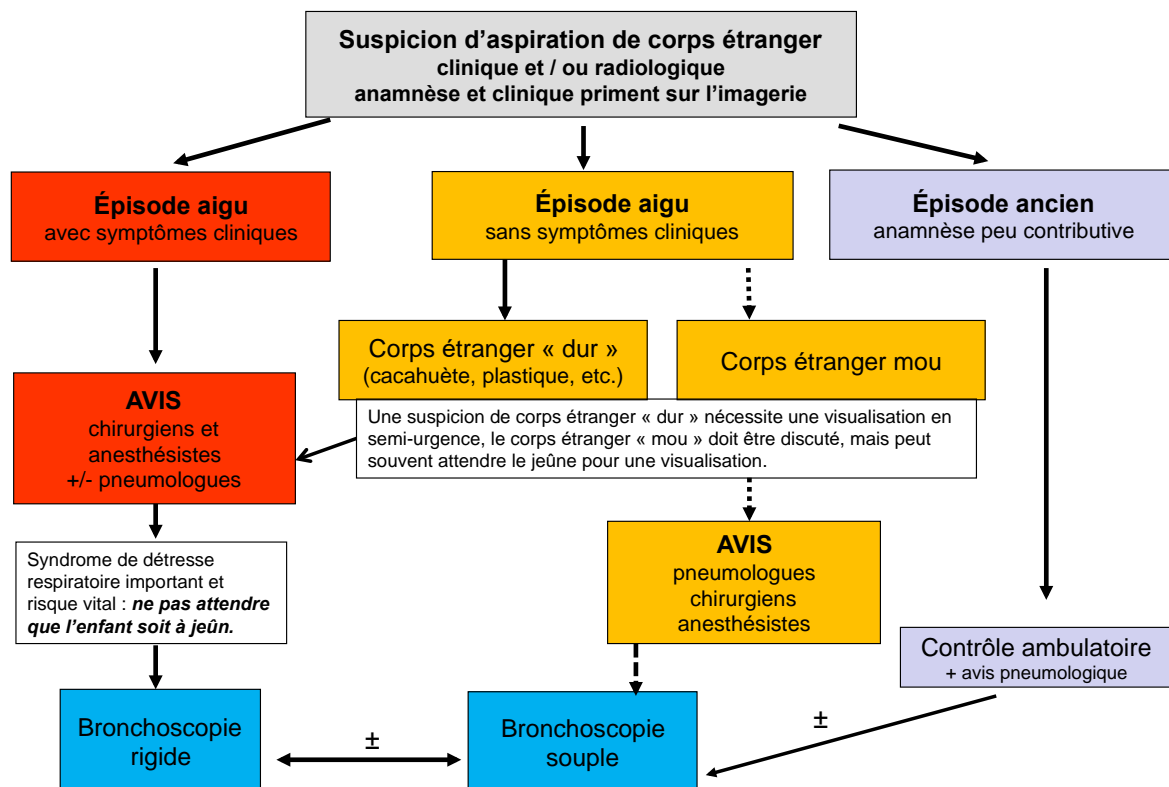 Suspicion d'aspiration de corps étranger
clinique et / ou radiologique
anamnèse et clinique priment sur l'imagerie
Épisode aigu
avec symptômes cliniques
Épisode aigu
sans symptômes cliniques
Épisode ancien
anamnèse peu contributive
Corps étranger « dur »
(cacahuète, plastique, etc.)
Corps étranger mou
Une suspicion de corps étranger « dur » nécessite une visualisation en
semi-urgence, le corps étranger « mou » doit être discuté, mais peut
souvent attendre le jeûne pour une visualisation.
AVIS
chirurgiens et
anesthésistes
+/- pneumologues
Syndrome de détresse
respiratoire important et
risque vital : ne pas attendre
que l'enfant soit à jeûn.
AVIS
pneumologues
chirurgiens
anesthésistes
Contrôle ambulatoire
+ avis pneumologique
Bronchoscopie
rigide
±
Bronchoscopie
souple
±